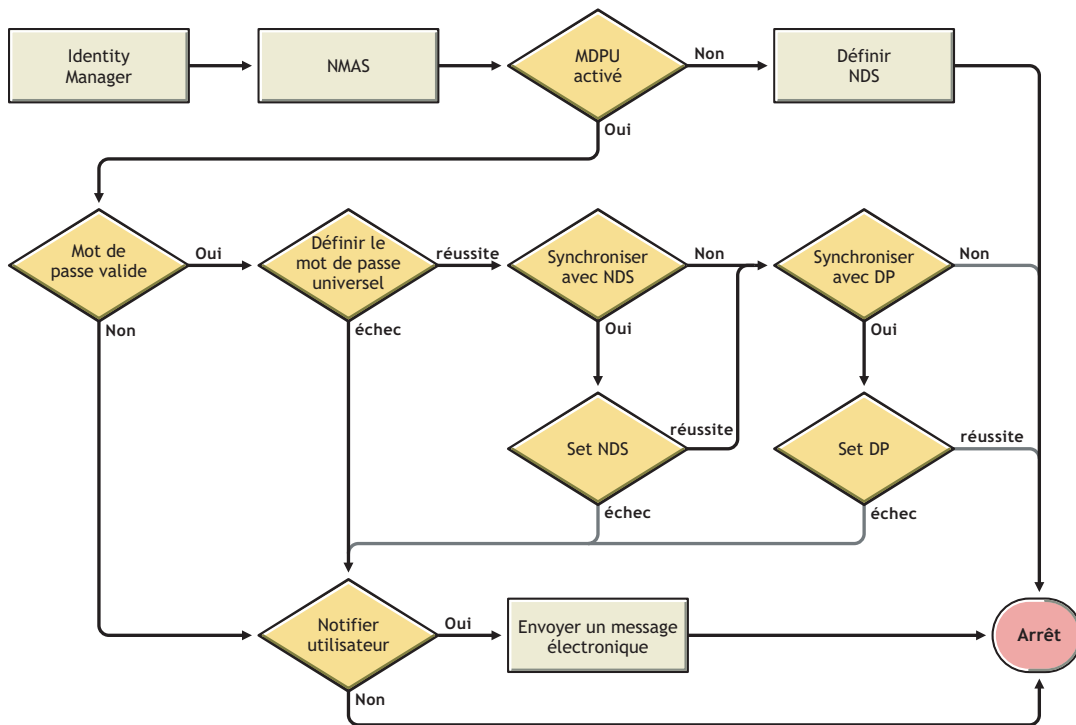 Identity
Manager
NMAS
MDPU
activé
Non
Définir
NDS
Oui
Mot de
passe valide
Oui
Définir le
mot de passe
universel
réussite
Synchroniser
avec NDS
Non
Synchroniser
avec DP
Non
Non
échec
Oui
Oui
Set NDS
réussite
Set DP
réussite
échec
échec
Notifier
utilisateur
Oui
Envoyer un message
électronique
Arrêt
Non